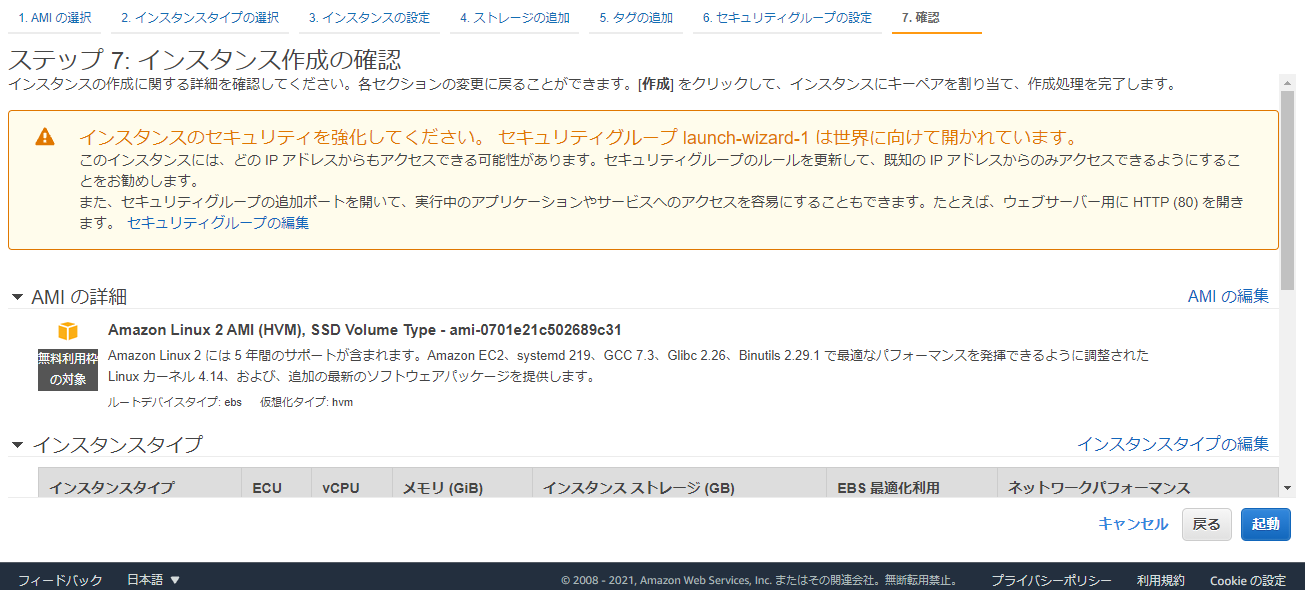 1. AMI の選択 2. インスタンスタイプの選択 3. インスタンスの設定 4. ストレージの追加 5. タグの追加 6. セキュリティグループの設定 7. 確認
ステップ 7: インスタンス作成の確認
インスタンスの作成に関する詳細を確認してください。各セクションの変更に戻ることができます。[作成] をクリックして、インスタンスにキーペアを割り当て、作成処理を完了します。
インスタンスのセキュリティを強化してください。 セキュリティグループ launch-wizard-1 は世界に向けて開かれています。
このインスタンスには、どの IP アドレスからもアクセスできる可能性があります。セキュリティグループのルールを更新して、既知の IP アドレスからのみアクセスできるようにするこ
とをお勧めします。
また、セキュリティグループの追加ポートを開いて、実行中のアプリケーションやサービスへのアクセスを容易にすることもできます。たとえば、ウェブサーバー用に HTTP (80) を開き
ます。 セキュリティグループの編集
AMI の詳細 AMI の編集
Amazon Linux 2 AMI (HVM), SSD Volume Type - ami-0701e21c502689c31
無料利用枠
の対象
Amazon Linux 2 には 5 年間のサポートが含まれます。Amazon EC2、systemd 219、GCC 7.3、Glibc 2.26、Binutils 2.29.1 で最適なパフォーマンスを発揮できるように調整された
Linux カーネル 4.14、および、追加の最新のソフトウェアパッケージを提供します。
ルートデバイスタイプ: ebs 仮想化タイプ: hvm
インスタンスタイプ インスタンスタイプの編集
インスタンスタイプ ECU vCPU メモリ (GiB) インスタンス ストレージ (GB) EBS 最適化利用 ネットワークパフォーマンス
キャンセル 戻る 起動
フィードバック 日本語 © 2008 - 2021, Amazon Web Services, Inc. またはその関連会社。無断転用禁止。 プライバシーポリシー 利用規約 Cookie の設定